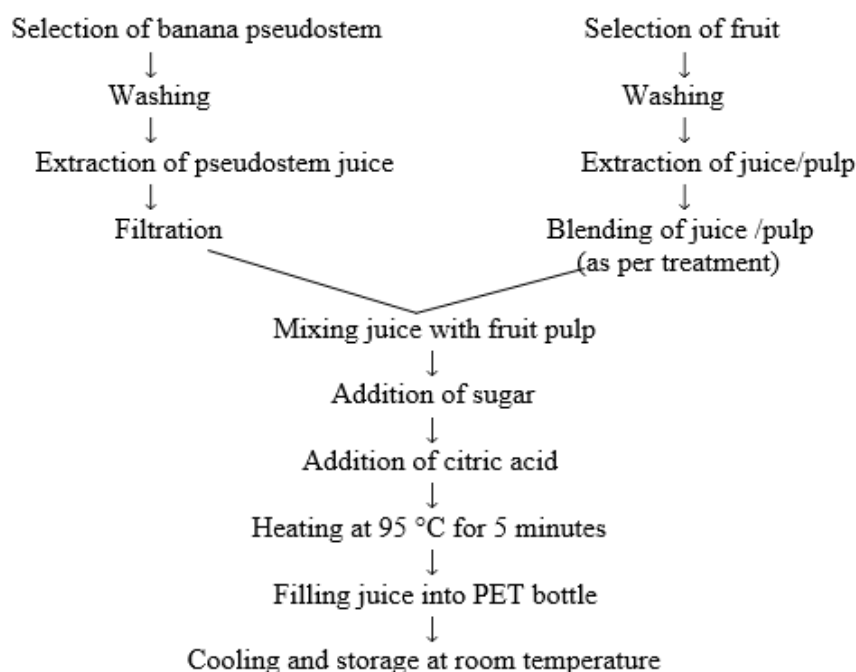 Selection of banana pseudostem
Washing
Extraction of pseudostem juice
Filtration
Selection of fruit
Washing
Extraction of juice/pulp
Blending of juice /pulp
(as per treatment)
Mixing juice with fruit pulp
Addition of sugar
Addition of citric acid
Heating at 95 °C for 5 minutes
Filling juice into PET bottle
Cooling and storage at room temperature